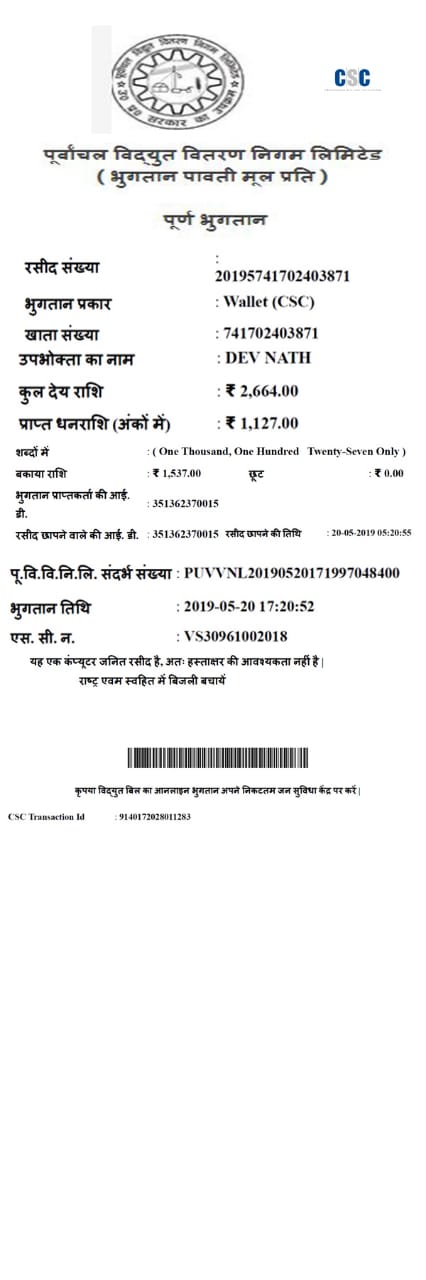 पूर्वांचल विद्युत वितरण निगम लिमिटेड
उ० प्र० सरकार का उपक्रम
CSC
पूर्वांचल विद्युत वितरण निगम लिमिटेड
( भुगतान पावती मूल प्रति )
पूर्ण भुगतान
रसीद संख्या : 20195741702403871
भुगतान प्रकार : Wallet (CSC)
खाता संख्या : 741702403871
उपभोक्ता का नाम : DEV NATH
कुल देय राशि : ₹ 2,664.00
प्राप्त धनराशि (अंकों में) : ₹ 1,127.00
शब्दों में : ( One Thousand, One Hundred Twenty-Seven Only )
बकाया राशि : ₹ 1,537.00 छूट : ₹ 0.00
भुगतान प्राप्तकर्ता की आई. डी. : 351362370015
रसीद छापने वाले की आई. डी. : 351362370015 रसीद छापने की तिथि : 20-05-2019 05:20:55
पू.वि.वि.नि.लि. संदर्भ संख्या : PUVVNL20190520171997048400
भुगतान तिथि : 2019-05-20 17:20:52
एस. सी. न. : VS30961002018
यह एक कंप्यूटर जनित रसीद है, अतः हस्ताक्षर की आवश्यकता नहीं है|
राष्ट्र एवम स्वहित में बिजली बचायें
कृपया विद्युत बिल का आनलाइन भुगतान अपने निकटतम जन सुविधा केंद्र पर करें|
CSC Transaction Id : 9140172028011283